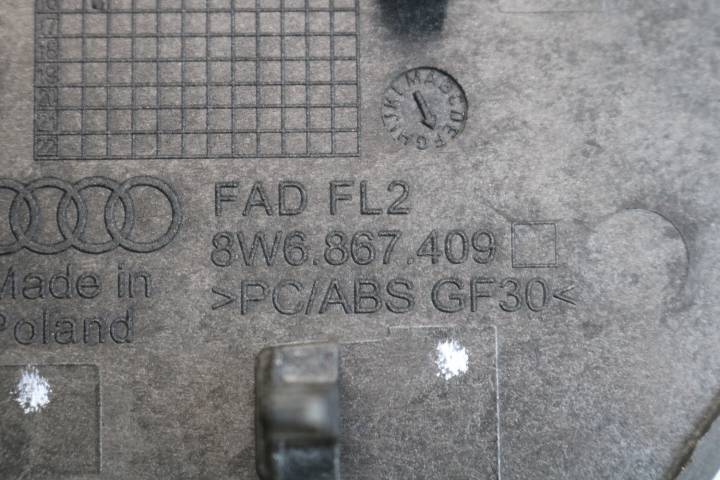 FAD FL2
8W6.867.409
>PC/ABS GF30<
Made in
Poland